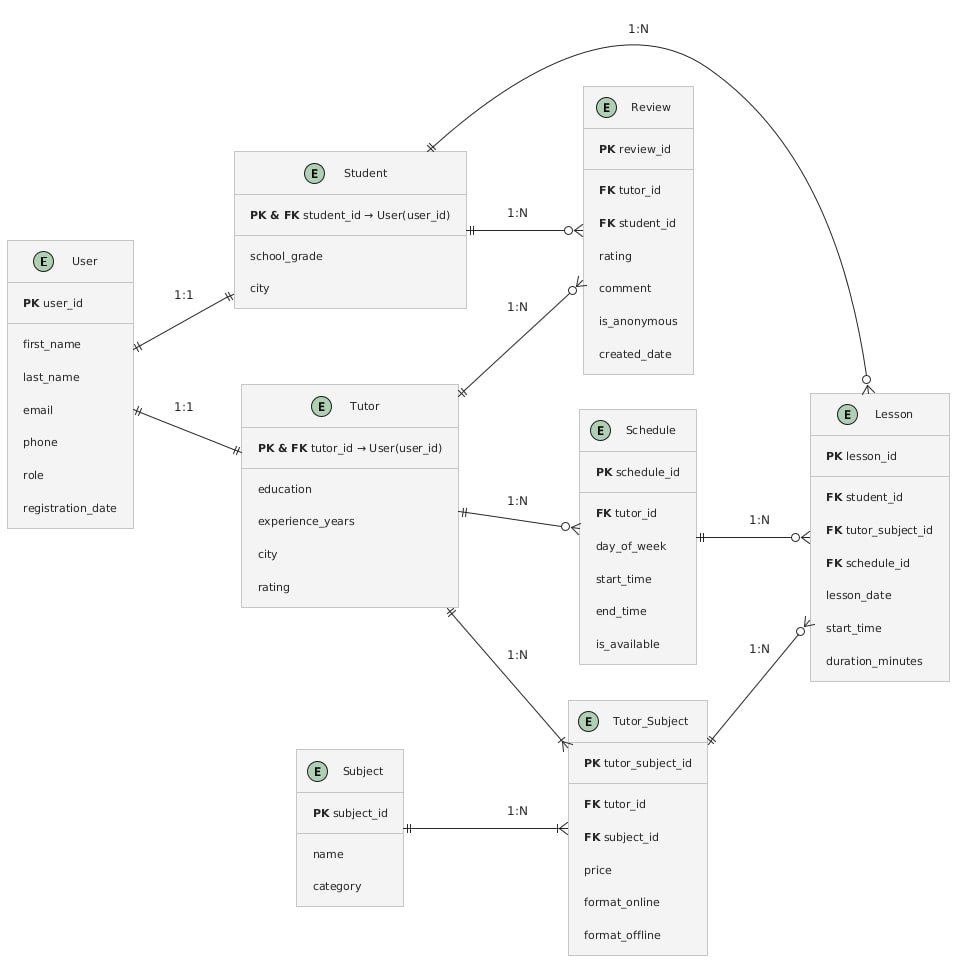 1:N
E Review
PK review_id
FK tutor_id
FK student_id
rating
comment
is_anonymous
created_date
E Student
PK & FK student_id → User(user_id)
school_grade
city
1:N
E User
PK user_id
first_name
last_name
email
phone
role
registration_date
1:1
1:N
1:1
E Tutor
PK & FK tutor_id → User(user_id)
education
experience_years
city
rating
E Schedule
PK schedule_id
FK tutor_id
day_of_week
start_time
end_time
is_available
1:N
E Lesson
PK lesson_id
FK student_id
FK tutor_subject_id
FK schedule_id
lesson_date
start_time
duration_minutes
1:N
1:N
1:N
E Tutor_Subject
PK tutor_subject_id
FK tutor_id
FK subject_id
price
format_online
format_offline
E Subject
PK subject_id
name
category
1:N